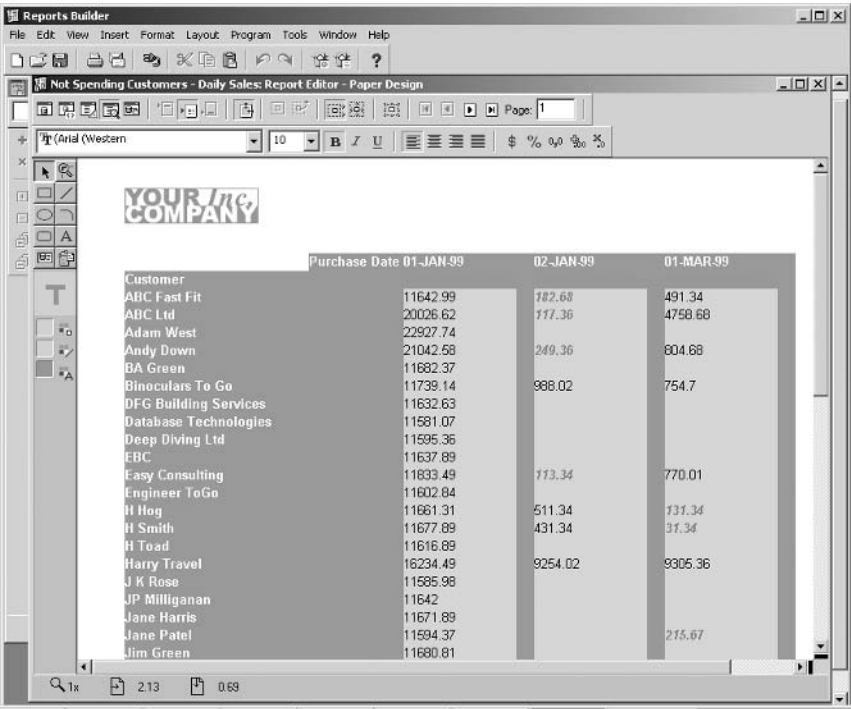 Reports Builder
File Edit View Insert Format Layout Program Tools Window Help
Not Spending Customers - Daily Sales: Report Editor - Paper Design
Page: 1
(Arial (Western 10 B I U $ % 0,0
YOUR Inc,
COMPANY
Purchase Date 01-JAN-99 02-JAN-99 01-MAR-99
Customer
ABC Fast Fit 11642.99 182.68 491.34
ABC Ltd 20026.62 117.36 4758.68
Adam West 22927.74
Andy Down 21042.58 249.36 804.68
BA Green 11682.37
Binoculars To Go 11739.14 988.02 754.7
DFG Building Services 11632.63
Database Technologies 11581.07
Deep Diving Ltd 11595.36
EBC 11637.89
Easy Consulting 11833.49 113.34 770.01
Engineer ToGo 11602.84
H Hog 11661.31 511.34 131.34
H Smith 11677.89 431.34 31.34
H Toad 11616.89
Harry Travel 16234.49 9254.02 9305.36
J K Rose 11585.98
JP Milliganan 11642
Jane Harris 11671.89
Jane Patel 11594.37 215.67
Jim Green 11680.81
1x 2.13 0.69